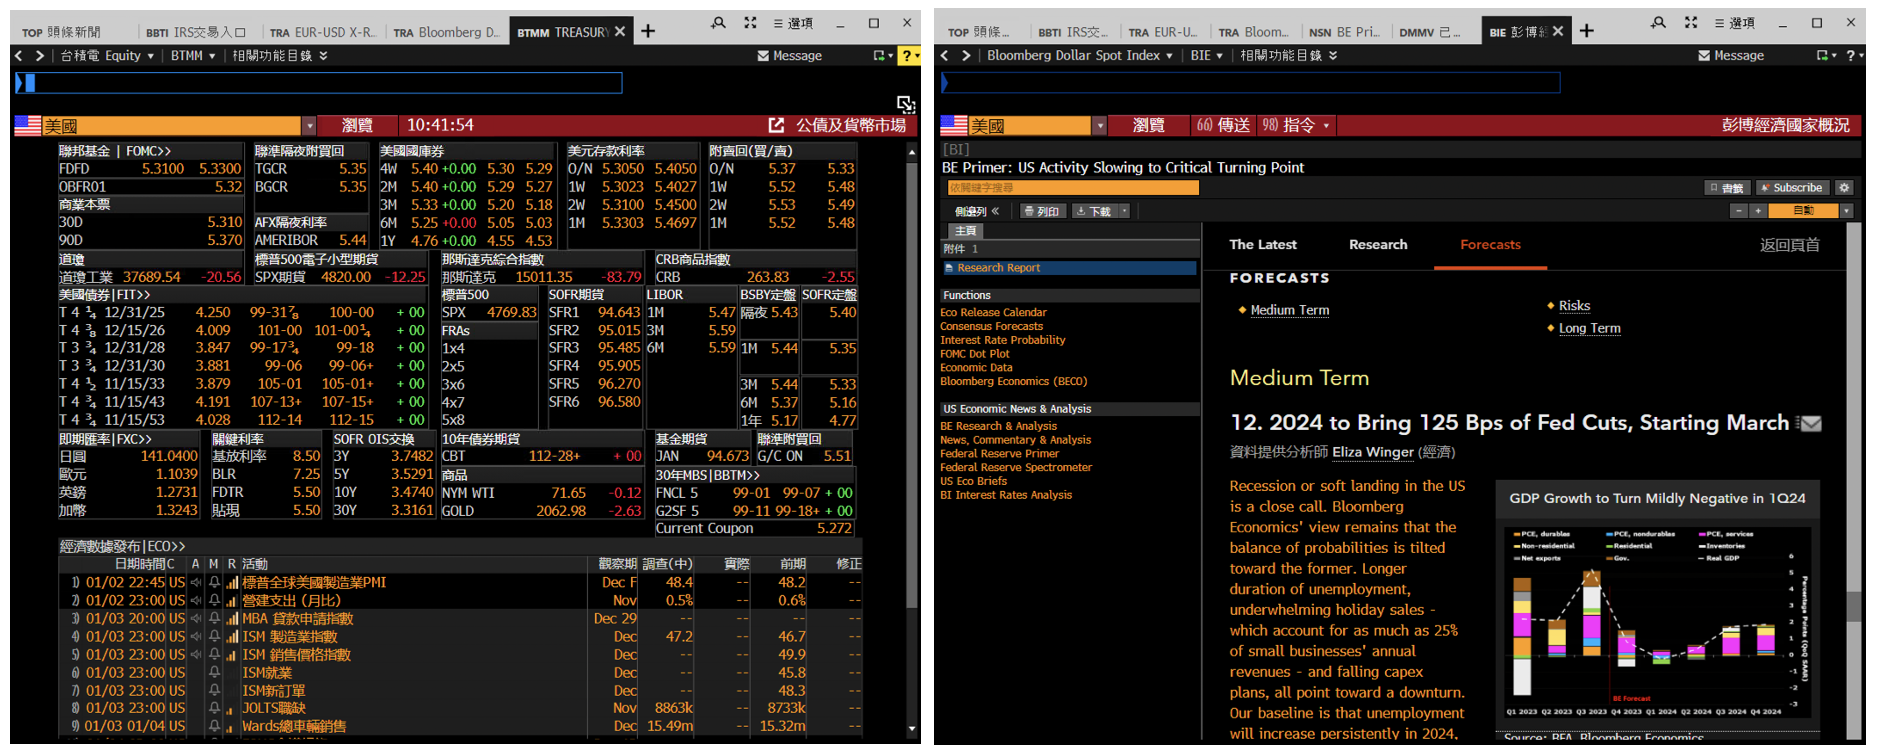 TOP 頭條新聞 BBTI IRS交易入口 TRA EUR-USD X-R... TRA Bloomberg D... BTMM TREASURY × +
≡ 選項
< > 台積電 Equity ▾ BTMM ▾ 相關功能目錄 Message ?
美國 瀏覽 10:41:54 公債及貨幣市場
聯邦基金 | FOMC>>
FDFD 5.3100 5.3300
OBFR01 5.32
商業本票
30D 5.310
90D 5.370
聯準隔夜附買回
TGCR 5.35
BGCR 5.35
AFX隔夜利率
AMERIBOR 5.44
美國國庫券
4W 5.40 +0.00 5.30 5.29
2M 5.40 +0.00 5.29 5.27
3M 5.33 +0.00 5.20 5.18
6M 5.25 +0.00 5.05 5.03
1Y 4.76 +0.00 4.55 4.53
美元存款利率
O/N 5.3050 5.4050
1W 5.3023 5.4027
2W 5.3100 5.4500
1M 5.3303 5.4697
附賣回(買/賣)
O/N 5.37 5.33
1W 5.52 5.48
2W 5.53 5.49
1M 5.52 5.48
道瓊
道瓊工業 37689.54 -20.56
標普500電子小型期貨
SPX期貨 4820.00 -12.25
那斯達克綜合指數
那斯達克 15011.35 -83.79
CRB商品指數
CRB 263.83 -2.55
美國債券|FIT>>
T 4 ¼ 12/31/25 4.250 99-31⅞ 100-00 + 00
T 4 ⅜ 12/15/26 4.009 101-00 101-00¼ + 00
T 3 ¾ 12/31/28 3.847 99-17¾ 99-18 + 00
T 3 ¾ 12/31/30 3.881 99-06 99-06+ + 00
T 4 ½ 11/15/33 3.879 105-01 105-01+ + 00
T 4 ¾ 11/15/43 4.191 107-13+ 107-15+ + 00
T 4 ¾ 11/15/53 4.028 112-14 112-15 + 00
標普500
SPX 4769.83
FRAs
1x4
2x5
3x6
4x7
5x8
SOFR期貨
SFR1 94.643
SFR2 95.015
SFR3 95.485
SFR4 95.905
SFR5 96.270
SFR6 96.580
LIBOR
1M 5.47
3M 5.59
6M 5.59
BSBY定盤 SOFR定盤
隔夜 5.43 5.40
1M 5.44 5.35
3M 5.44 5.33
6M 5.37 5.16
1年 5.17 4.77
即期匯率|FXC>>
日圓 141.0400
歐元 1.1039
英鎊 1.2731
加幣 1.3243
關鍵利率
基放利率 8.50
BLR 7.25
FDTR 5.50
貼現 5.50
SOFR OIS交換
3Y 3.7482
5Y 3.5291
10Y 3.4740
30Y 3.3161
10年債券期貨
CBT 112-28+ + 00
商品
NYM WTI 71.65 -0.12
GOLD 2062.98 -2.63
基金期貨
JAN 94.673
聯準附買回
G/C ON 5.51
30年MBS|BBTM>>
FNCL 5 99-01 99-07 + 00
G2SF 5 99-11 99-18+ + 00
Current Coupon 5.272
經濟數據發布|ECO>>
日期時間 C A M R 活動 觀察期 調查(中) 實際 前期 修正
1) 01/02 22:45 US 標普全球美國製造業PMI Dec F 48.4 -- 48.2 --
2) 01/02 23:00 US 營建支出 (月比) Nov 0.5% -- 0.6% --
3) 01/03 20:00 US MBA 貸款申請指數 Dec 29 -- -- -- --
4) 01/03 23:00 US ISM 製造業指數 Dec 47.2 -- 46.7 --
5) 01/03 23:00 US ISM 銷售價格指數 Dec -- -- 49.9 --
6) 01/03 23:00 US ISM就業 Dec -- -- 45.8 --
7) 01/03 23:00 US ISM新訂單 Dec -- -- 48.3 --
8) 01/03 23:00 US JOLTS職缺 Nov 8863k -- 8733k --
9) 01/03 01/04 US Wards總車輛銷售 Dec 15.49m -- 15.32m --
TOP 頭條... BBTI IRS交... TRA EUR-U... TRA Bloom... NSN BE Pri... DMMV 已... BIE 彭博經 × +
≡ 選項
< > Bloomberg Dollar Spot Index ▾ BIE ▾ 相關功能目錄 Message ?
美國 瀏覽 66) 傳送 98) 指令 彭博經濟國家概況
[BI]
BE Primer: US Activity Slowing to Critical Turning Point
依關鍵字搜尋 書籤 Subscribe
側邊列 列印 下載 - + 自動
主頁
附件 1
Research Report
Functions
Eco Release Calendar
Consensus Forecasts
Interest Rate Probability
FOMC Dot Plot
Economic Data
Bloomberg Economics (BECO)
US Economic News & Analysis
BE Research & Analysis
News, Commentary & Analysis
Federal Reserve Primer
Federal Reserve Spectrometer
US Eco Briefs
BI Interest Rates Analysis
The Latest Research Forecasts 返回頁首
FORECASTS
Medium Term
Risks
Long Term
Medium Term
12. 2024 to Bring 125 Bps of Fed Cuts, Starting March
資料提供分析師 Eliza Winger (經濟)
Recession or soft landing in the US
is a close call. Bloomberg
Economics' view remains that the
balance of probabilities is tilted
toward the former. Longer
duration of unemployment,
underwhelming holiday sales -
which account for as much as 25%
of small businesses' annual
revenues - and falling capex
plans, all point toward a downturn.
Our baseline is that unemployment
will increase persistently in 2024,
GDP Growth to Turn Mildly Negative in 1Q24
PCE, durables PCE, nondurables PCE, services
Non-residential Residential Inventories
Net exports Gov. Real GDP
6
5
4
3
2
1
0
-1
-2
-3
Percentage Points (QoQ SAAR)
BE Forecast
Q1 2023 Q2 2023 Q3 2023 Q4 2023 Q1 2024 Q2 2024 Q3 2024 Q4 2024
Source: BEA, Bloomberg Economics